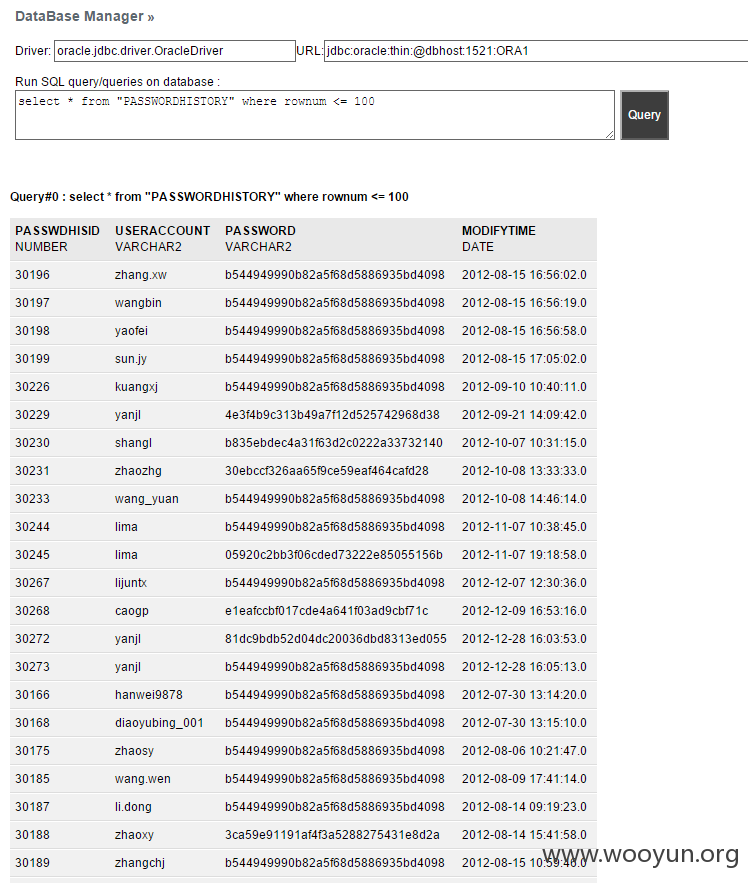 DataBase Manager »
Driver: oracle.jdbc.driver.OracleDriver URL: jdbc:oracle:thin:@dbhost:1521:ORA1
Run SQL query/queries on database :
select * from "PASSWORDHISTORY" where rownum <= 100
Query
Query#0 : select * from "PASSWORDHISTORY" where rownum <= 100
PASSWDHISID USERACCOUNT PASSWORD MODIFYTIME
NUMBER VARCHAR2 VARCHAR2 DATE
30196 zhang.xw b544949990b82a5f68d5886935bd4098 2012-08-15 16:56:02.0
30197 wangbin b544949990b82a5f68d5886935bd4098 2012-08-15 16:56:19.0
30198 yaofei b544949990b82a5f68d5886935bd4098 2012-08-15 16:56:58.0
30199 sun.jy b544949990b82a5f68d5886935bd4098 2012-08-15 17:05:02.0
30226 kuangxj b544949990b82a5f68d5886935bd4098 2012-09-10 10:40:11.0
30229 yanjl 4e3f4b9c313b49a7f12d525742968d38 2012-09-21 14:09:42.0
30230 shangl b835ebdec4a31f63d2c0222a33732140 2012-10-07 10:31:15.0
30231 zhaozhg 30ebccf326aa65f9ce59eaf464cafd28 2012-10-08 13:33:33.0
30233 wang_yuan b544949990b82a5f68d5886935bd4098 2012-10-08 14:46:14.0
30244 lima b544949990b82a5f68d5886935bd4098 2012-11-07 10:38:45.0
30245 lima 05920c2bb3f06cded73222e85055156b 2012-11-07 19:18:58.0
30267 lijuntx b544949990b82a5f68d5886935bd4098 2012-12-07 12:30:36.0
30268 caogp e1eafccbf017cde4a641f03ad9cbf71c 2012-12-09 16:53:16.0
30272 yanjl 81dc9bdb52d04dc20036dbd8313ed055 2012-12-28 16:03:53.0
30273 yanjl b544949990b82a5f68d5886935bd4098 2012-12-28 16:05:13.0
30166 hanwei9878 b544949990b82a5f68d5886935bd4098 2012-07-30 13:14:20.0
30168 diaoyubing_001 b544949990b82a5f68d5886935bd4098 2012-07-30 13:15:10.0
30175 zhaosy b544949990b82a5f68d5886935bd4098 2012-08-06 10:21:47.0
30185 wang.wen b544949990b82a5f68d5886935bd4098 2012-08-09 17:41:14.0
30187 li.dong b544949990b82a5f68d5886935bd4098 2012-08-14 09:19:23.0
30188 zhaoxy 3ca59e91191af4f3a5288275431e8d2a 2012-08-14 15:41:58.0
30189 zhangchj b544949990b82a5f68d5886935bd4098 2012-08-15 10:59:46.0
www.wooyun.org